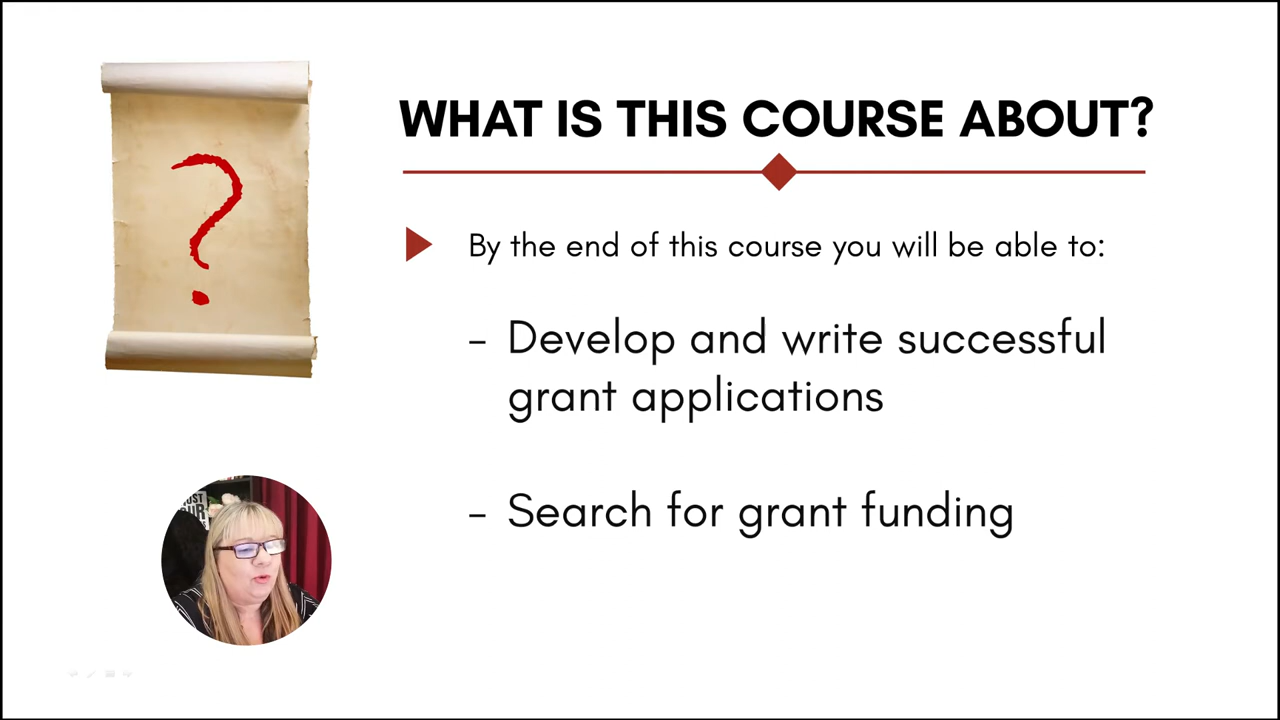 WHAT IS THIS COURSE ABOUT?
?
By the end of this course you will be able to:
- Develop and write successful
grant applications
- Search for grant funding